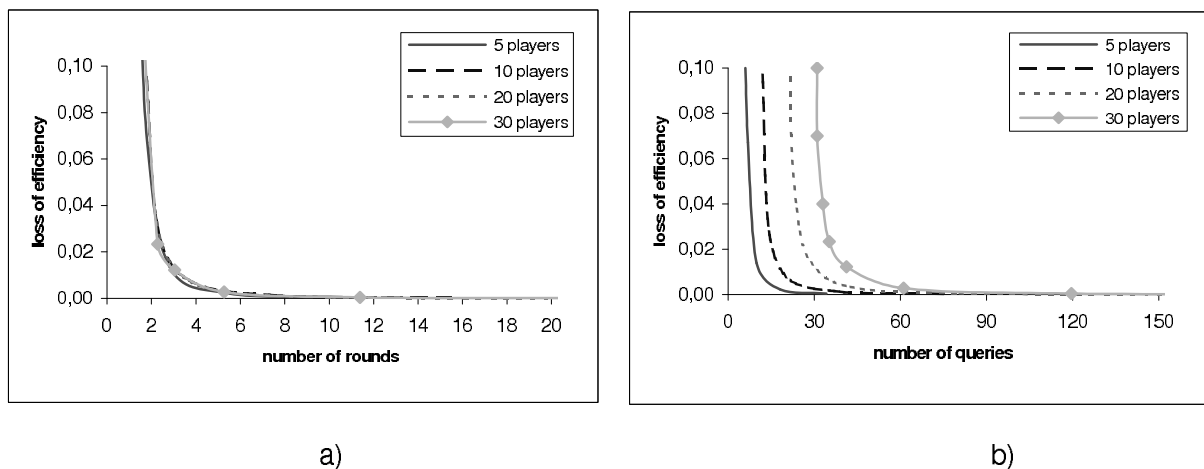 5 players
10 players
20 players
30 players
0,10
0,08
0,06
0,04
0,02
0,00
loss of efficiency
0 2 4 6 8 10 12 14 16 18 20
number of rounds
a)
5 players
10 players
20 players
30 players
0,10
0,08
0,06
0,04
0,02
0,00
loss of efficiency
0 30 60 90 120 150
number of queries
b)